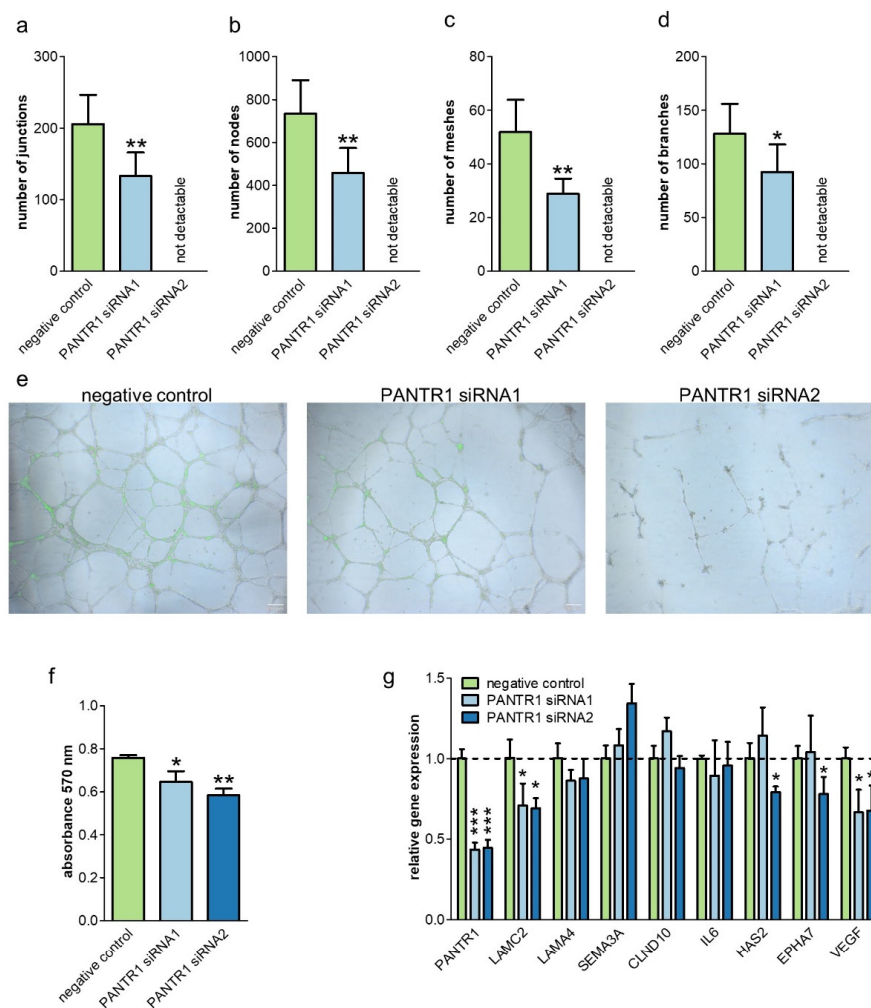 a
number of junctions
300
200
100
0
**
not detactable
negative control
PANTR1 siRNA1
PANTR1 siRNA2
b
number of nodes
1000
800
600
400
200
0
**
not detactable
negative control
PANTR1 siRNA1
PANTR1 siRNA2
c
number of meshes
80
60
40
20
0
**
not detactable
negative control
PANTR1 siRNA1
PANTR1 siRNA2
d
number of branches
200
150
100
50
0
*
not detactable
negative control
PANTR1 siRNA1
PANTR1 siRNA2
e
negative control
PANTR1 siRNA1
PANTR1 siRNA2
f
absorbance 570 nm
1.0
0.8
0.6
0.4
0.2
0.0
*
**
negative control
PANTR1 siRNA1
PANTR1 siRNA2
g
relative gene expression
1.5
1.0
0.5
0.0
negative control
PANTR1 siRNA1
PANTR1 siRNA2
***
***
*
*
*
*
*
*
PANTR1
LAMC2
LAMA4
SEMA3A
CLND10
IL6
HAS2
EPHA7
VEGF